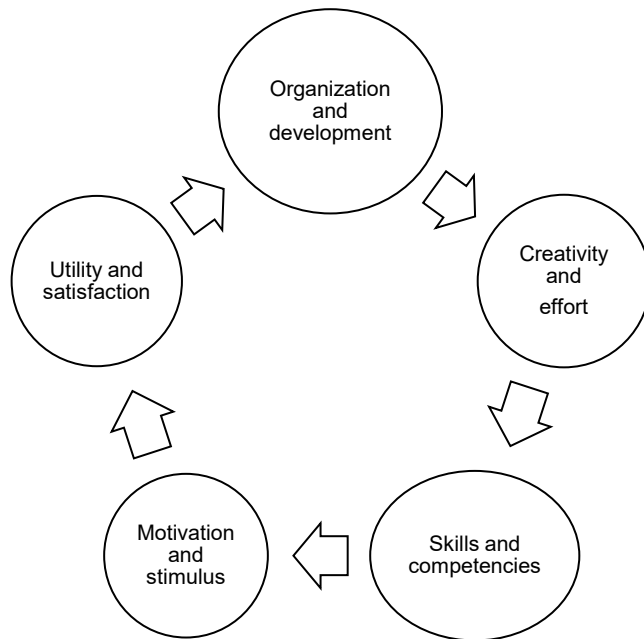 Organization
and
development
Creativity
and
effort
Skills and
competencies
Motivation
and
stimulus
Utility and
satisfaction